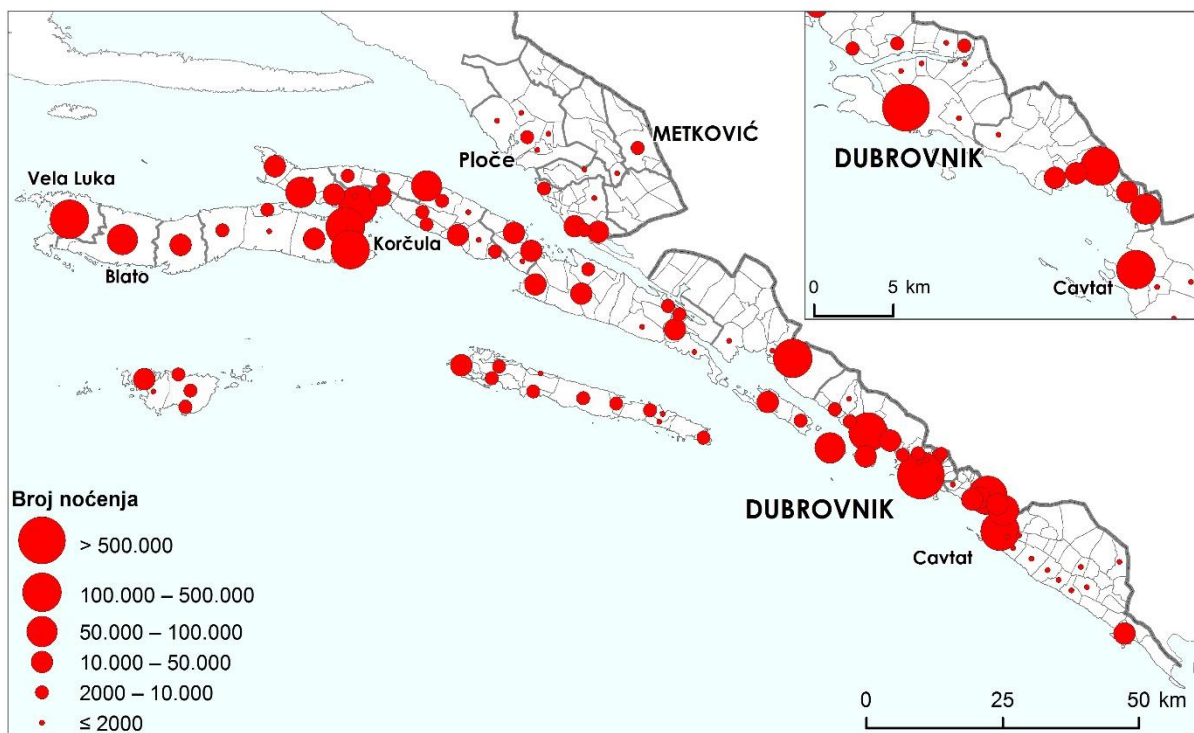 METKOVIĆ
Ploče
Vela Luka
Korčula
Blato
DUBROVNIK
Cavtat
0 5 km
DUBROVNIK
Cavtat
Broj noćenja
> 500.000
100.000 – 500.000
50.000 – 100.000
10.000 – 50.000
2000 – 10.000
≤ 2000
0 25 50 km